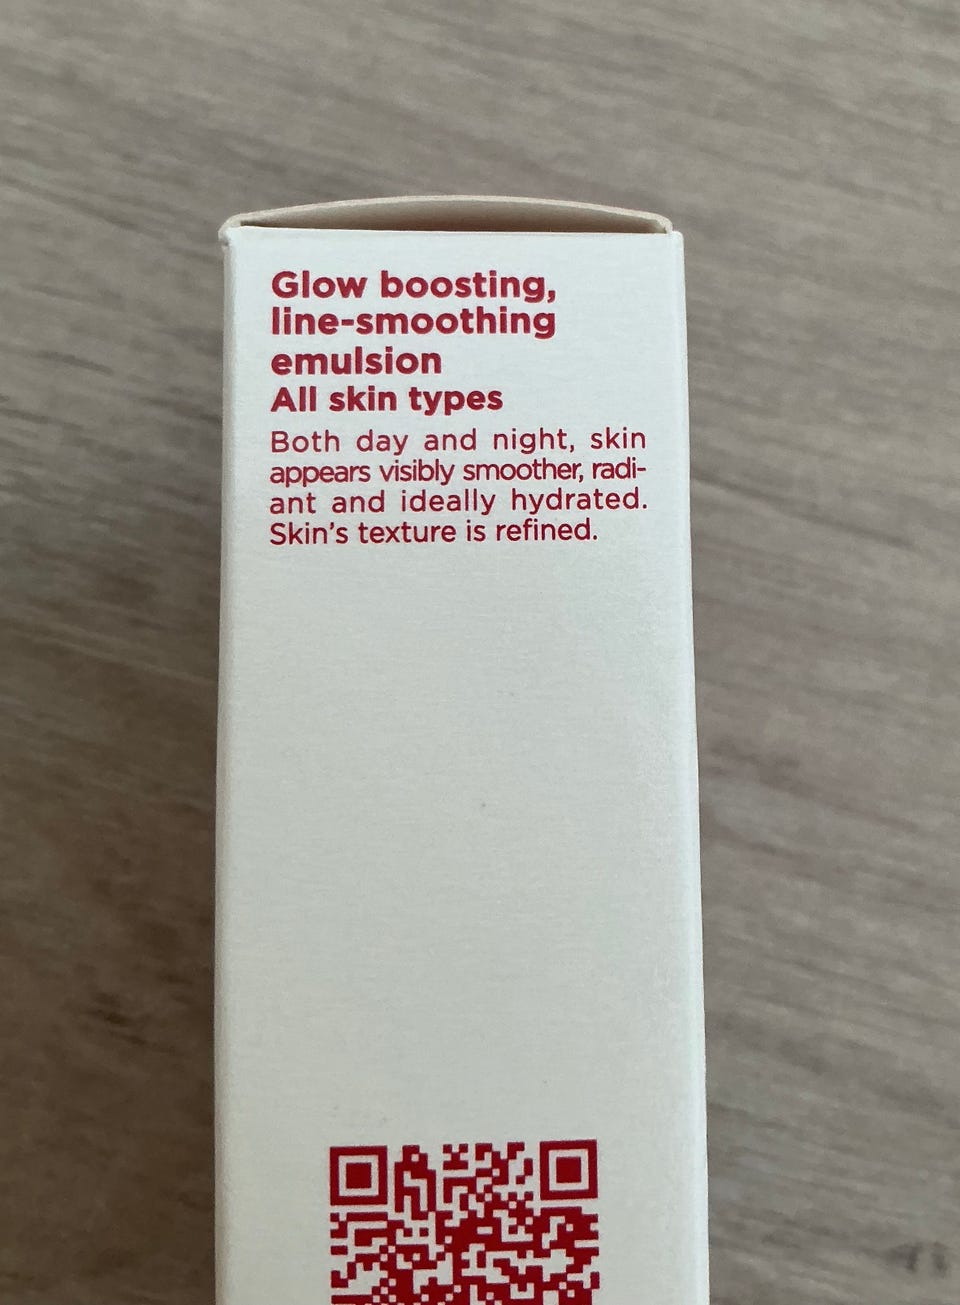 Glow boosting,
line-smoothing
emulsion
All skin types
Both day and night, skin
appears visibly smoother, radi-
ant and ideally hydrated.
Skin's texture is refined.